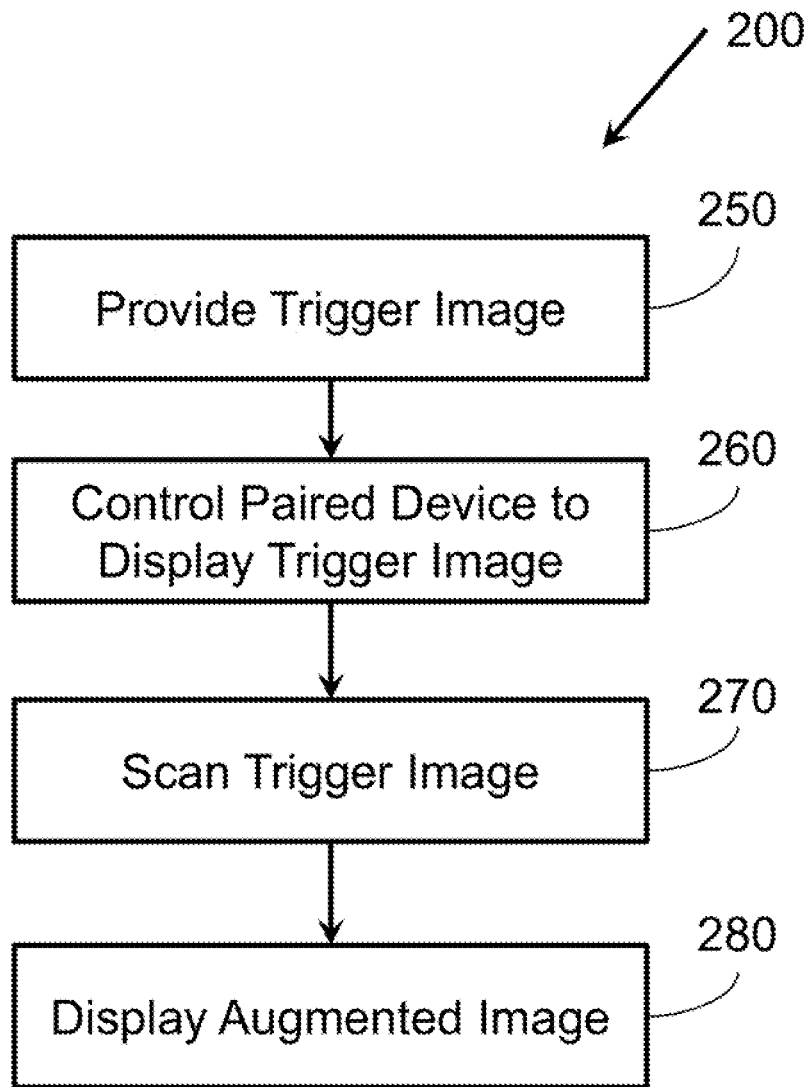 200
250
Provide Trigger Image
260
Control Paired Device to
Display Trigger Image
270
Scan Trigger Image
280
Display Augmented Image